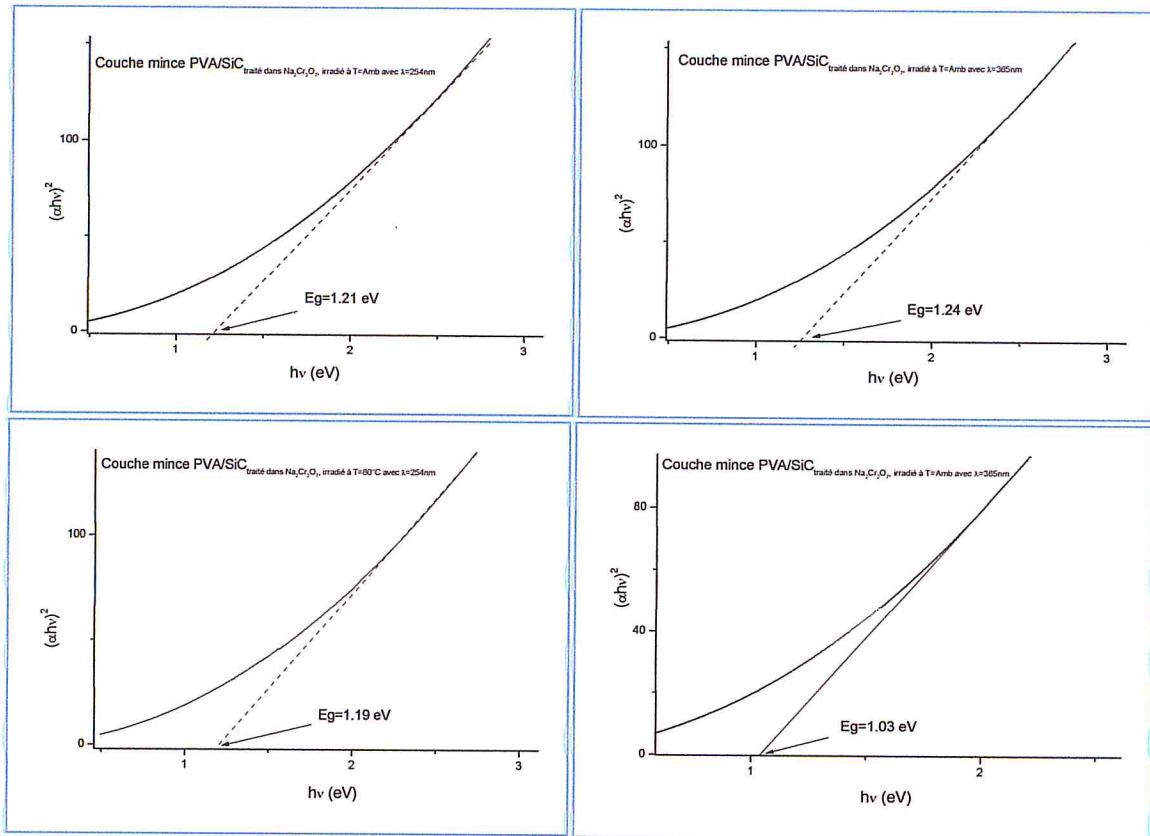 Couche mince PVA/SiC traité dans Na2Cr2O7, irradié à T=Amb avec λ=254nm
100
0
(αhν)²
Eg=1.21 eV
1 2 3
hν (eV)
Couche mince PVA/SiC traité dans Na2Cr2O7, irradié à T=Amb avec λ=365nm
100
0
(αhν)²
Eg=1.24 eV
1 2 3
hν (eV)
Couche mince PVA/SiC traité dans Na2Cr2O7, irradié à T=80°C avec λ=254nm
100
0
(αhν)²
Eg=1.19 eV
1 2 3
hν (eV)
Couche mince PVA/SiC traité dans Na2Cr2O7, irradié à T=Amb avec λ=365nm
80
40
0
(αhν)²
Eg=1.03 eV
1 2
hν (eV)